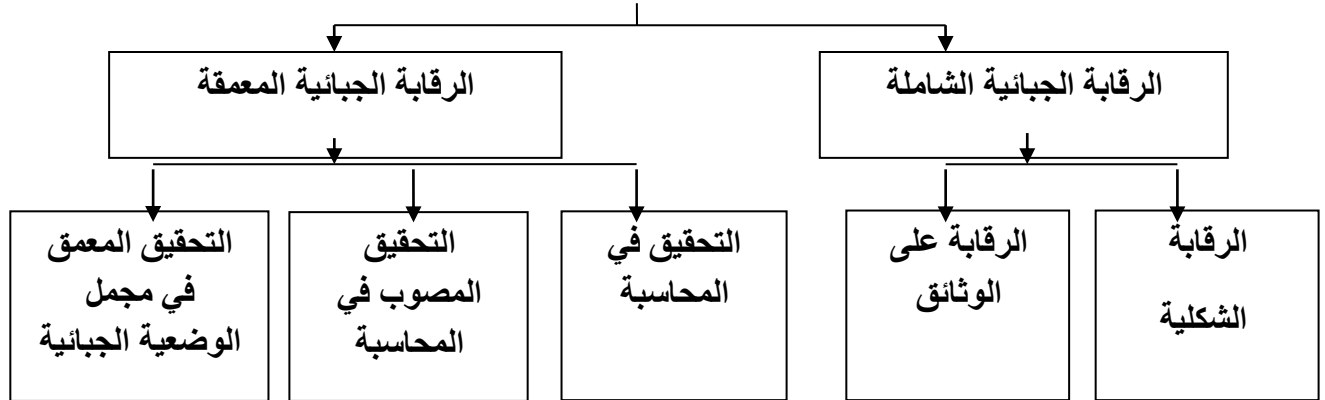 الرقابة الجبائية الشاملة
الرقابة الجبائية المعمقة
الرقابة
الشكلية
الرقابة على
الوثائق
التحقيق في
المحاسبة
التحقيق
المصوب في
المحاسبة
التحقيق المعمق
في مجمل
الوضعية الجبائية